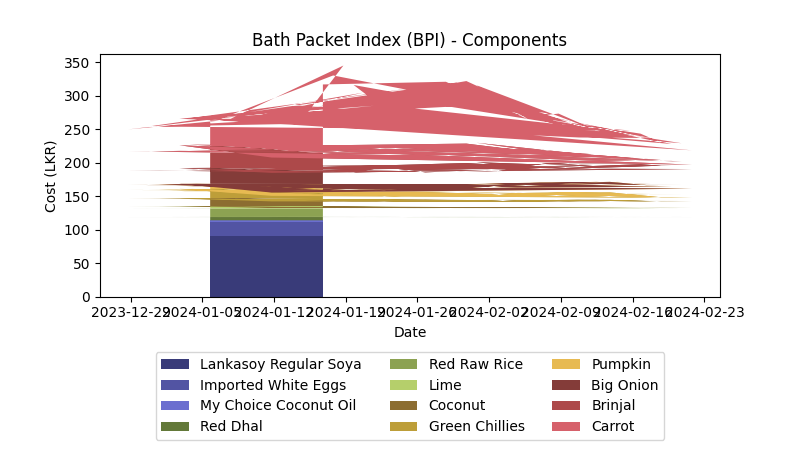 Bath Packet Index (BPI) - Components
Cost (LKR)
350
300
250
200
150
100
50
0
2023-12-29 2024-01-05 2024-01-12 2024-01-19 2024-01-26 2024-02-02 2024-02-09 2024-02-16 2024-02-23
Date
Lankasoy Regular Soya Red Raw Rice Pumpkin
Imported White Eggs Lime Big Onion
My Choice Coconut Oil Coconut Brinjal
Red Dhal Green Chillies Carrot